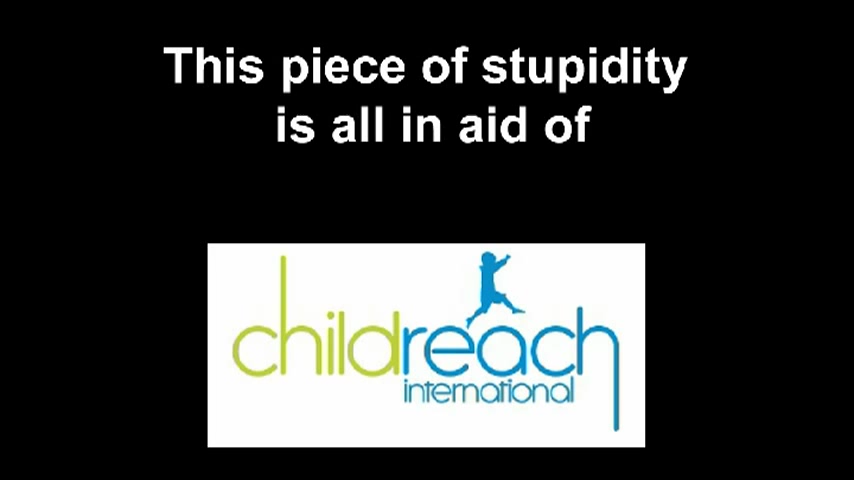 This piece of stupidity
is all in aid of
childreach
international